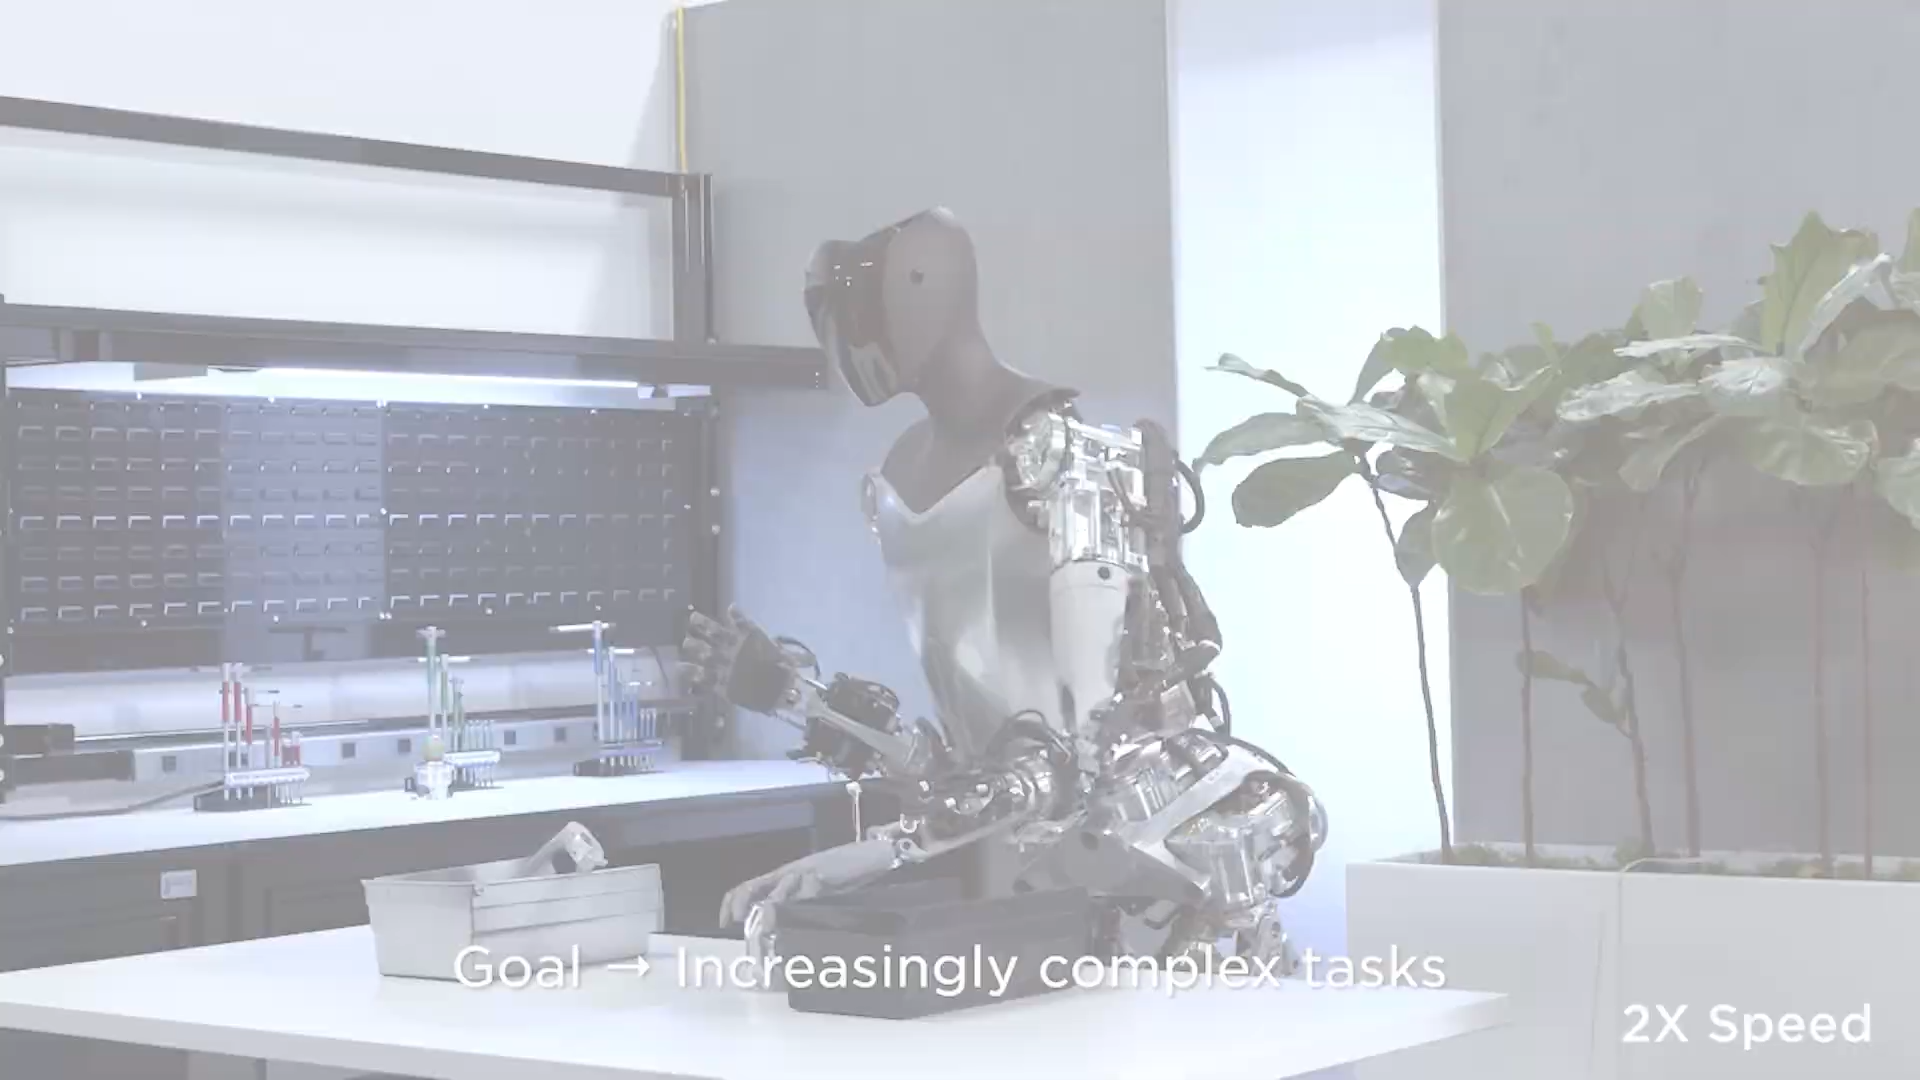 Goal → Increasingly complex tasks
2X Speed